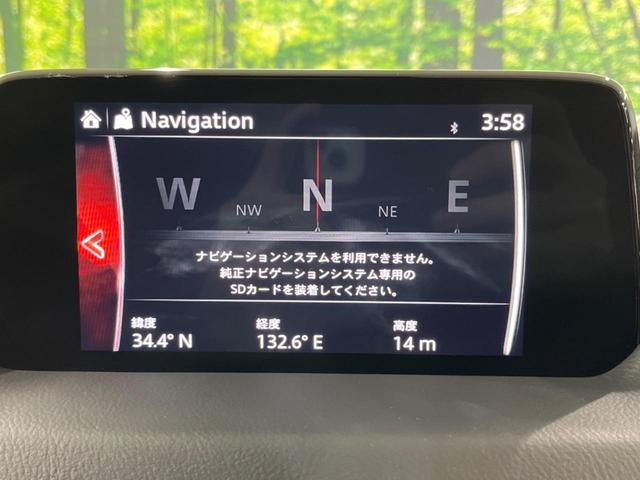 Navigation 3:58
W NW N NE E
ナビゲーションシステムを利用できません。
純正ナビゲーションシステム専用の
SDカードを装着してください。
緯度 経度 高度
34.4° N 132.6° E 14 m